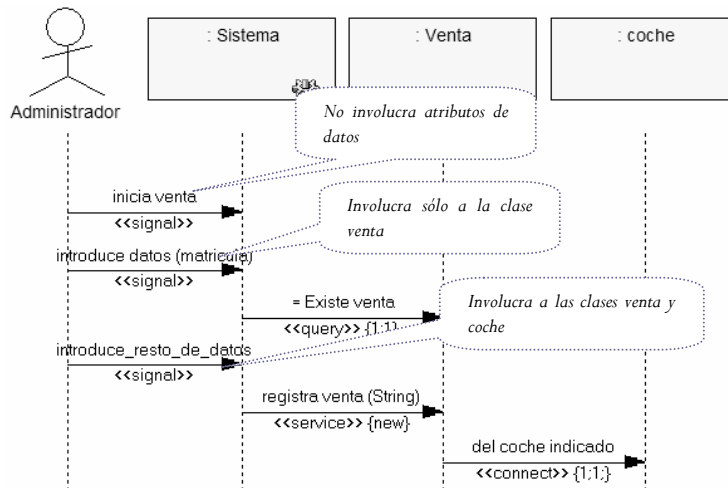 : Sistema
: Venta
: coche
Administrador
No involucra atributos de
datos
inicia venta
<<signal>>
Involucra sólo a la clase
venta
introduce datos (matricula)
<<signal>>
= Existe venta
<<query>> {1:1}
Involucra a las clases venta y
coche
introduce_resto_de_datos
<<signal>>
registra venta (String)
<<service>> {new}
del coche indicado
<<connect>> {1:1;}